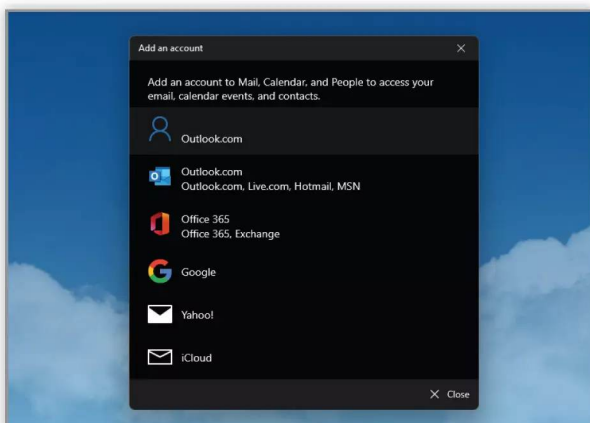 Add an account
Add an account to Mail, Calendar, and People to access your
email, calendar events, and contacts.
Outlook.com
Outlook.com
Outlook.com, Live.com, Hotmail, MSN
Office 365
Office 365, Exchange
Google
Yahoo!
iCloud
Close